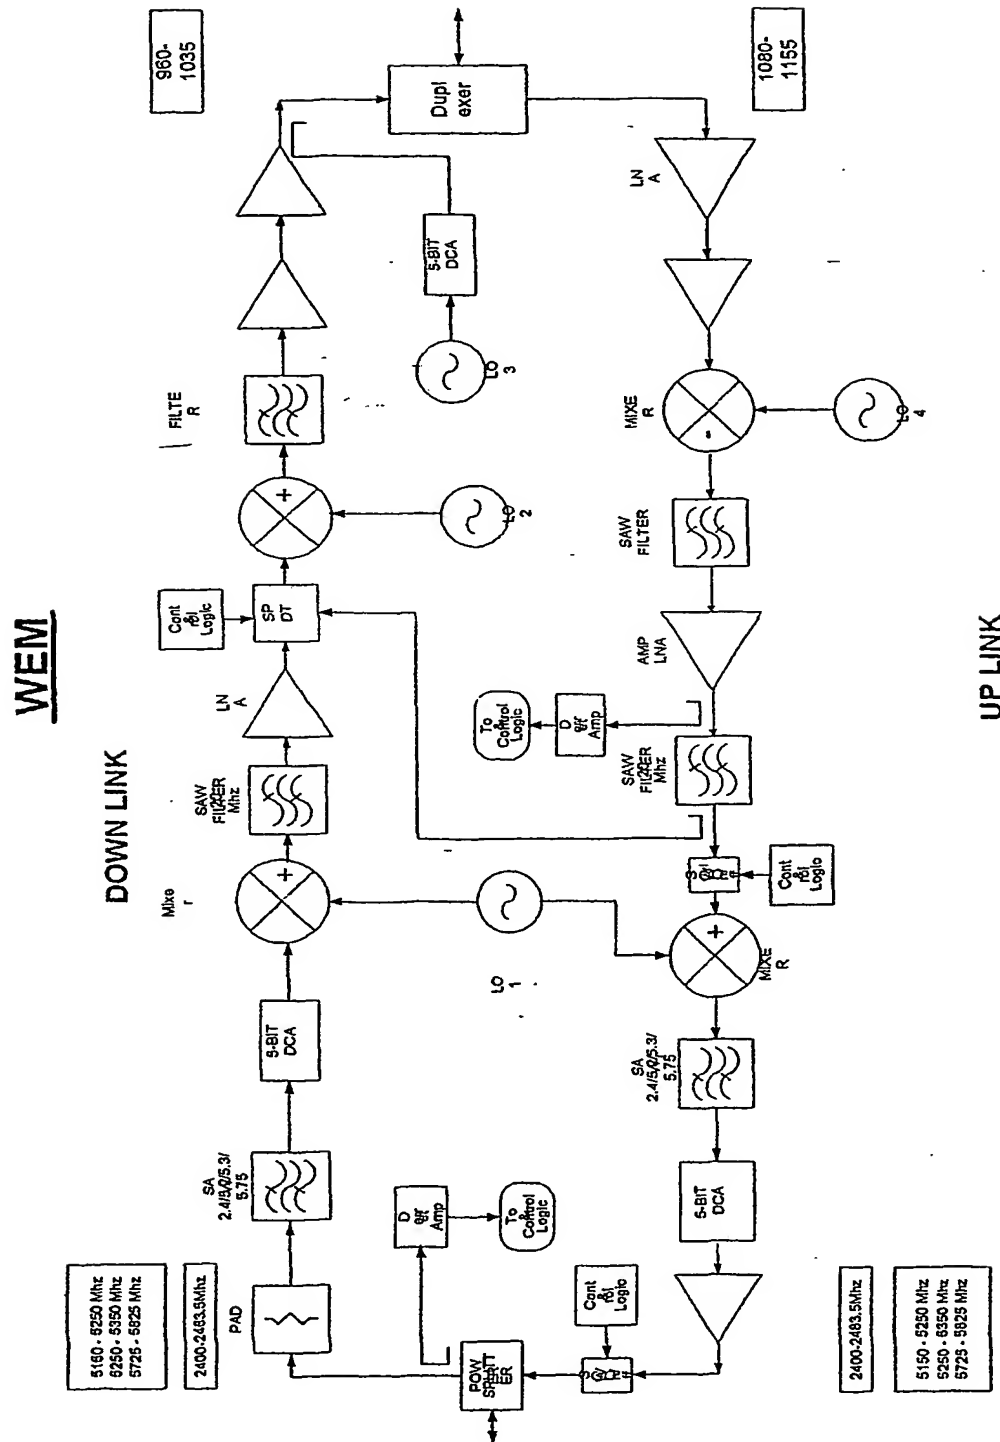 WEM
DOWN LINK
UP LINK
960-
1035
1080-
1155
Dupl
exer
LN
A
5-BIT
DCA
LO
3
FILTE
R
MIXE
R
LO
4
LO
2
SAW
FILTER
Cont
rol
Logic
SP
DT
AMP
LNA
LN
A
To
Control
Logic
D
et
Amp
SAW
FILTER
Mhz
SAW
FILTER
Mhz
Cont
rol
Logic
Mixe
r
LO
1
MIXE
R
5-BIT
DCA
SA
2.4/5.2/5.3/
5.75
SA
2.4/5.2/5.3/
5.75
D
et
Amp
To
Control
Logic
5-BIT
DCA
PAD
Cont
rol
Logic
POW
SPLITT
ER
5150 - 5250 Mhz
5250 - 5350 Mhz
5725 - 5825 Mhz
2400-2483.5Mhz
2400-2483.5Mhz
5150 - 5250 Mhz
5250 - 5350 Mhz
5725 - 5825 Mhz